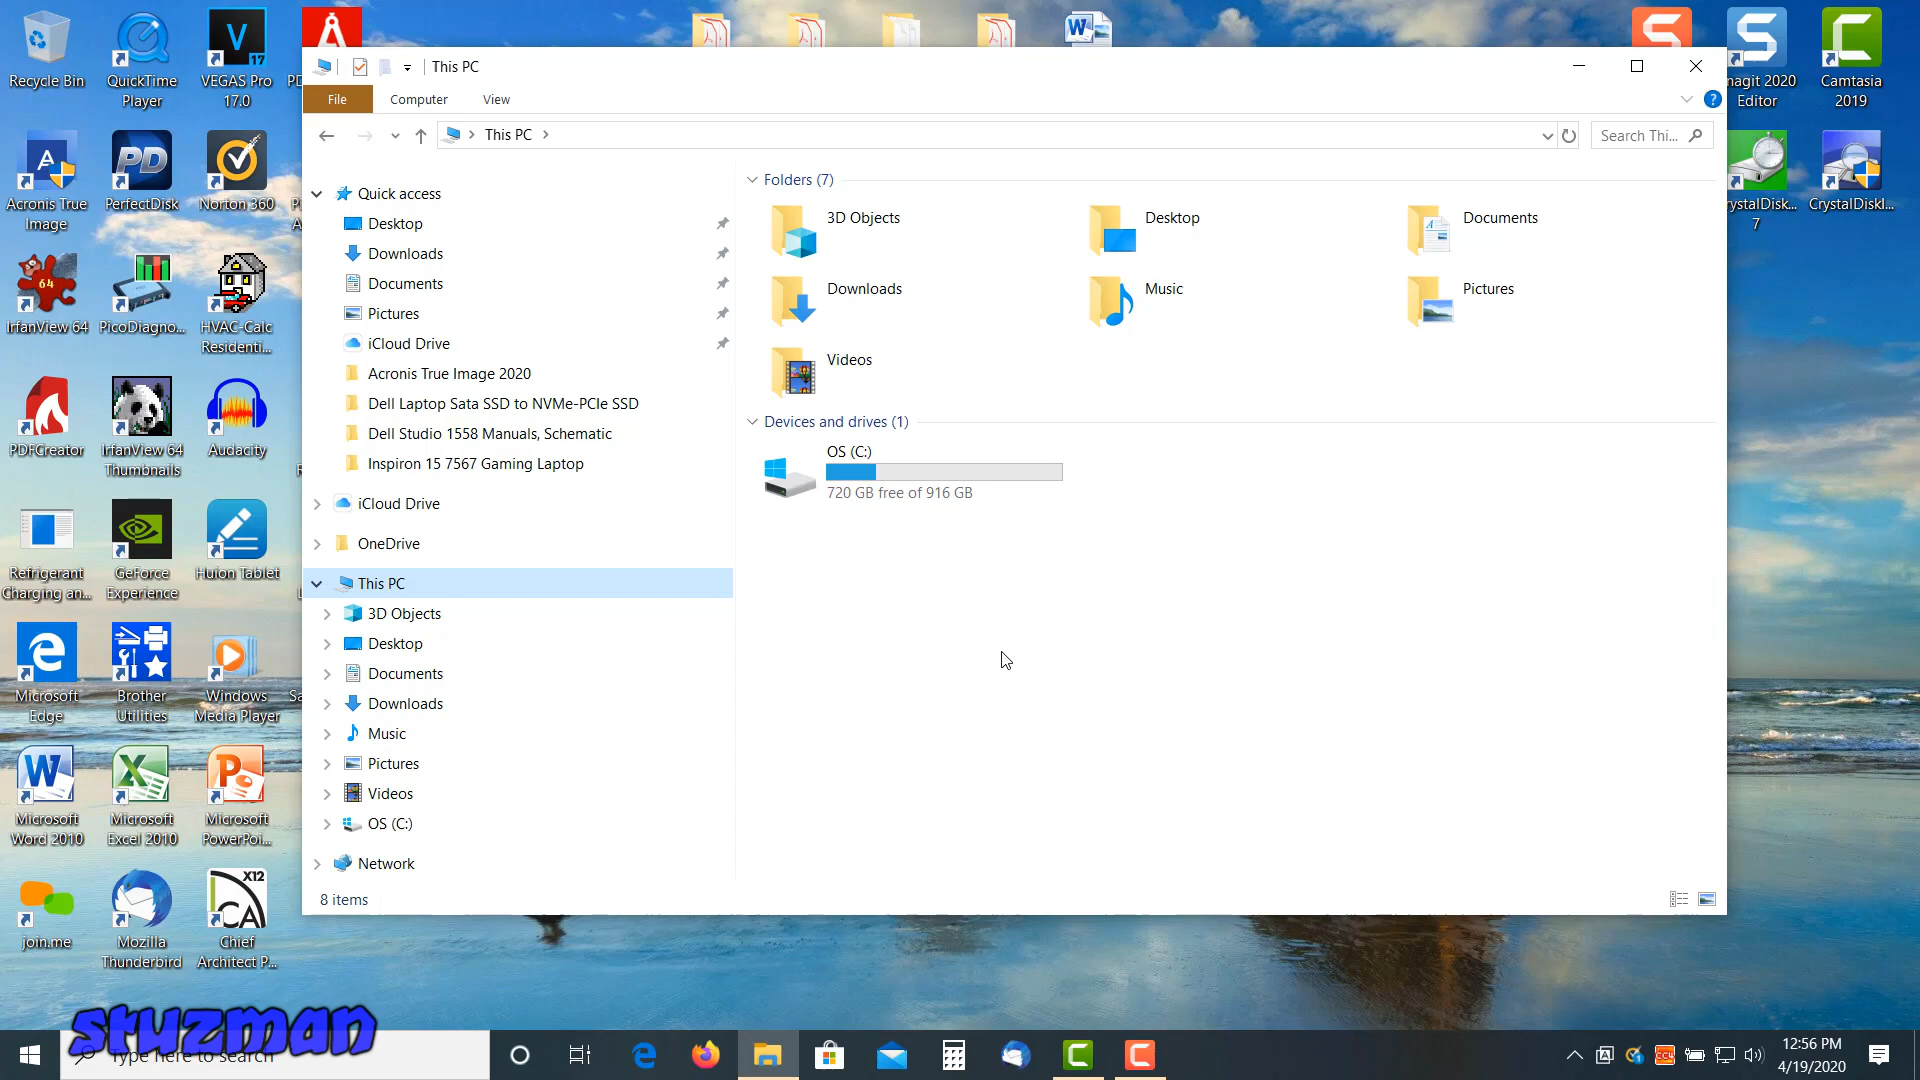 This PC
File
Computer
View
This PC
Search Thi...
Quick access
Desktop
Downloads
Documents
Pictures
iCloud Drive
Acronis True Image 2020
Dell Laptop Sata SSD to NVMe-PCIe SSD
Dell Studio 1558 Manuals, Schematic
Inspiron 15 7567 Gaming Laptop
iCloud Drive
OneDrive
This PC
3D Objects
Desktop
Documents
Downloads
Music
Pictures
Videos
OS (C:)
Network
8 items
Folders (7)
3D Objects
Desktop
Documents
Downloads
Music
Pictures
Videos
Devices and drives (1)
OS (C:)
720 GB free of 916 GB
Recycle Bin
QuickTime
Player
VEGAS Pro
17.0
Acronis True
Image
PerfectDisk
Norton 360
IrfanView 64
PicoDiagno...
HVAC-Calc
Residenti...
PDFCreator
IrfanView 64
Thumbnails
Audacity
Refrigerant
Charging an...
GeForce
Experience
Huion Tablet
Microsoft
Edge
Brother
Utilities
Windows
Media Player
Microsoft
Word 2010
Microsoft
Excel 2010
Microsoft
PowerPoi...
join.me
Mozilla
Thunderbird
Chief
Architect P...
nagit 2020
Editor
Camtasia
2019
rystalDisk...
7
CrystalDiskI...
stuzman
Type here to search
12:56 PM
4/19/2020